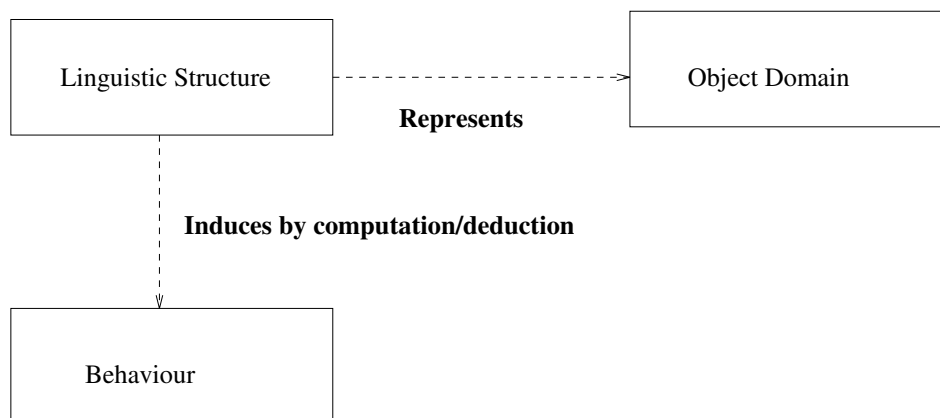 Linguistic Structure
Object Domain
Represents
Induces by computation/deduction
Behaviour